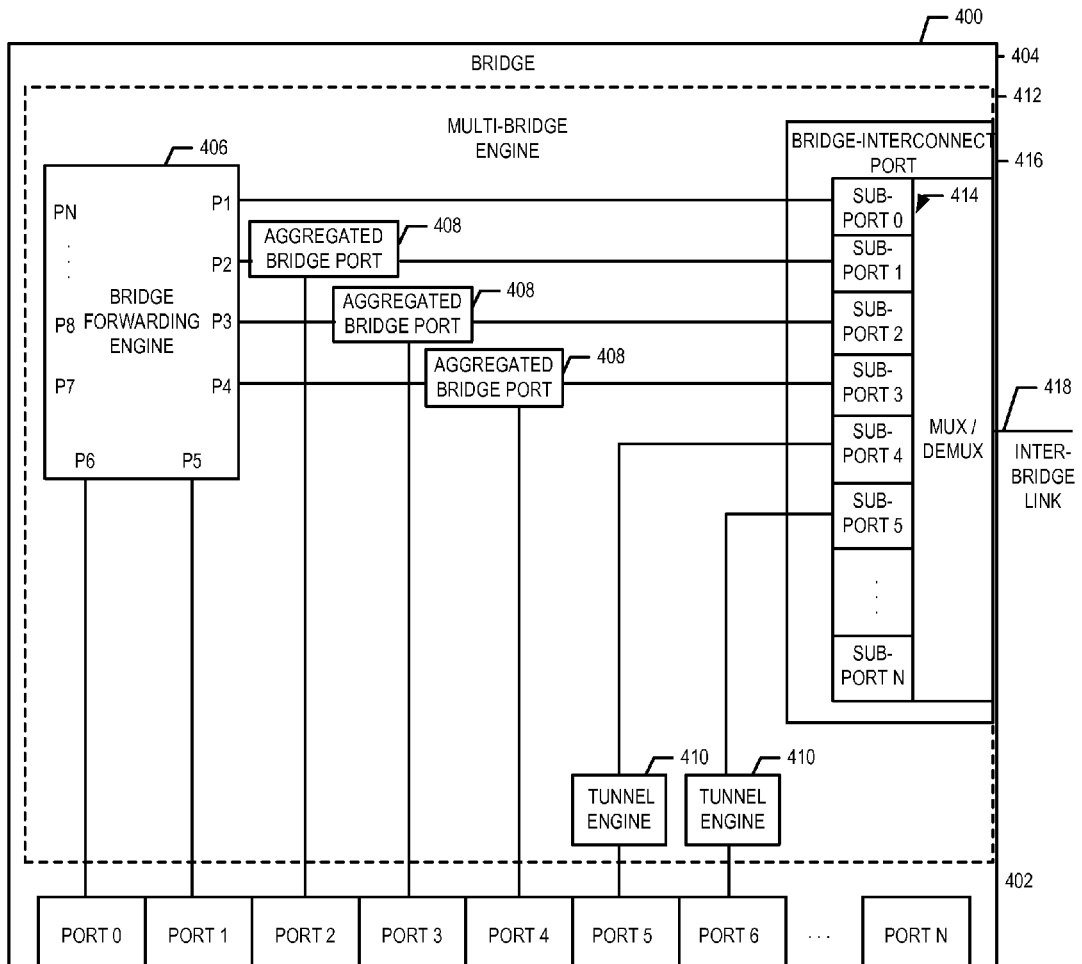 400
BRIDGE
404
412
MULTI-BRIDGE
ENGINE
BRIDGE-INTERCONNECT
PORT
416
406
PN
.
.
.
P8
P7
P6
P5
P1
P2
P3
P4
BRIDGE
FORWARDING
ENGINE
AGGREGATED
BRIDGE PORT
408
AGGREGATED
BRIDGE PORT
408
AGGREGATED
BRIDGE PORT
408
SUB-
PORT 0
414
SUB-
PORT 1
SUB-
PORT 2
SUB-
PORT 3
SUB-
PORT 4
SUB-
PORT 5
.
.
.
SUB-
PORT N
MUX /
DEMUX
418
INTER-
BRIDGE
LINK
410
TUNNEL
ENGINE
410
TUNNEL
ENGINE
402
PORT 0
PORT 1
PORT 2
PORT 3
PORT 4
PORT 5
PORT 6
...
PORT N